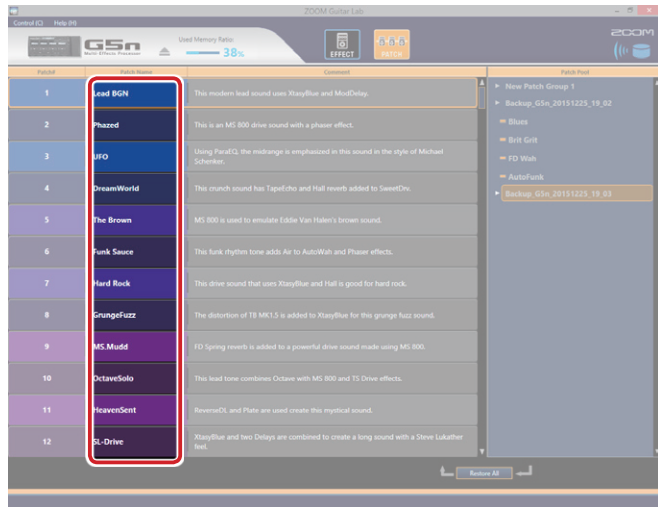 ZOOM Guitar Lab
Control (C) Help (H)
G5n
Multi-Effects Processor
Used Memory Ratio:
38%
EFFECT
PATCH
ZOOM
Patch# Patch Name Comment Patch Pool
1 Lead BGN This modern lead sound uses XtasyBlue and ModDelay.
2 Phazed This is an MS 800 drive sound with a phaser effect.
3 UFO Using ParaEQ, the midrange is emphasized in this sound in the style of Michael
Schenker.
4 DreamWorld This crunch sound has TapeEcho and Hall reverb added to SweetDrv.
5 The Brown MS 800 is used to emulate Eddie Van Halen's brown sound.
6 Funk Sauce This funk rhythm tone adds Air to AutoWah and Phaser effects.
7 Hard Rock This drive sound that uses XtasyBlue and Hall is good for hard rock.
8 GrungeFuzz The distortion of TB MK1.5 is added to XtasyBlue for this grunge fuzz sound.
9 MS.Mudd FD Spring reverb is added to a powerful drive sound made using MS 800.
10 OctaveSolo This lead tone combines Octave with MS 800 and TS Drive effects.
11 HeavenSent ReverseDL and Plate are used create this mystical sound.
12 SL-Drive XtasyBlue and two Delays are combined to create a long sound with a Steve Lukather
feel.
New Patch Group 1
Backup_G5n_20151225_19_02
Blues
Brit Grit
FD Wah
AutoFunk
Backup_G5n_20151225_19_03
Restore All